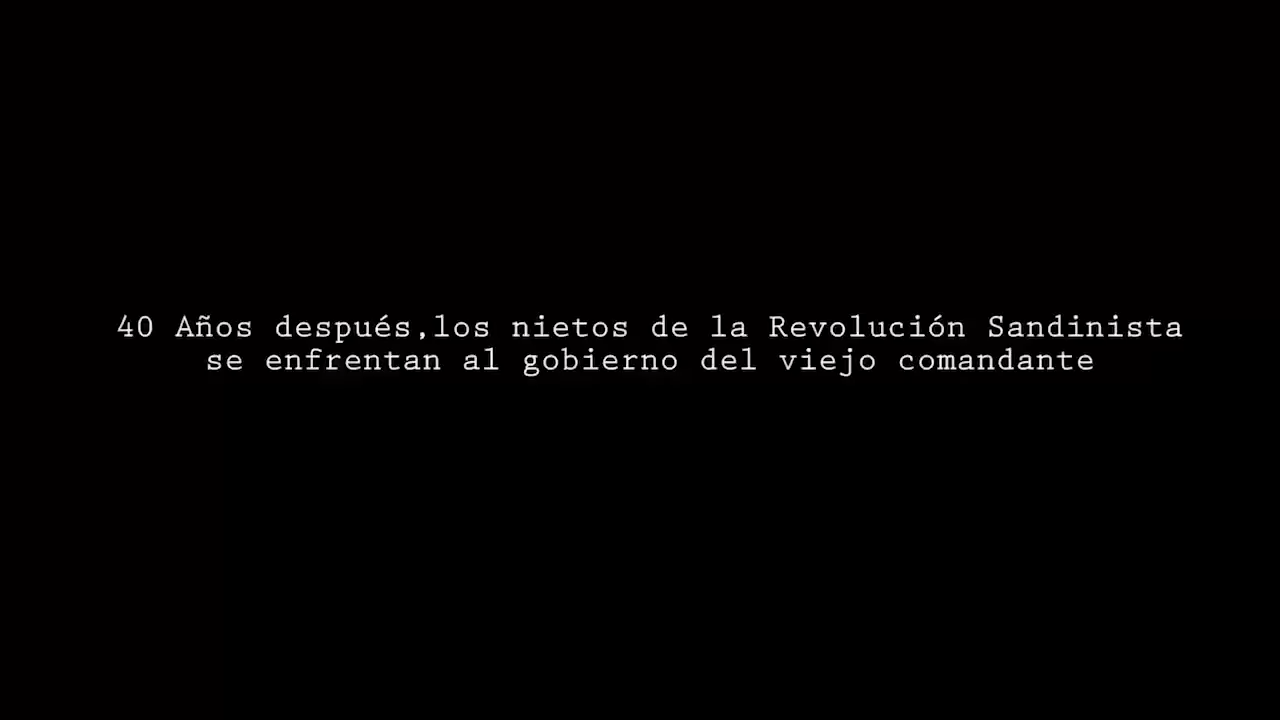 40 Años después,los nietos de la Revolución Sandinista
se enfrentan al gobierno del viejo comandante